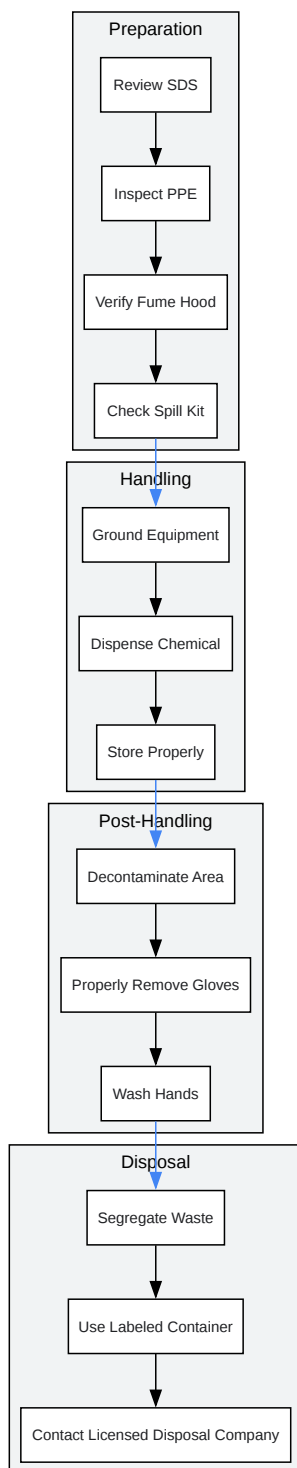 Preparation
Review SDS
Inspect PPE
Verify Fume Hood
Check Spill Kit
Handling
Ground Equipment
Dispense Chemical
Store Properly
Post-Handling
Decontaminate Area
Properly Remove Gloves
Wash Hands
Disposal
Segregate Waste
Use Labeled Container
Contact Licensed Disposal Company